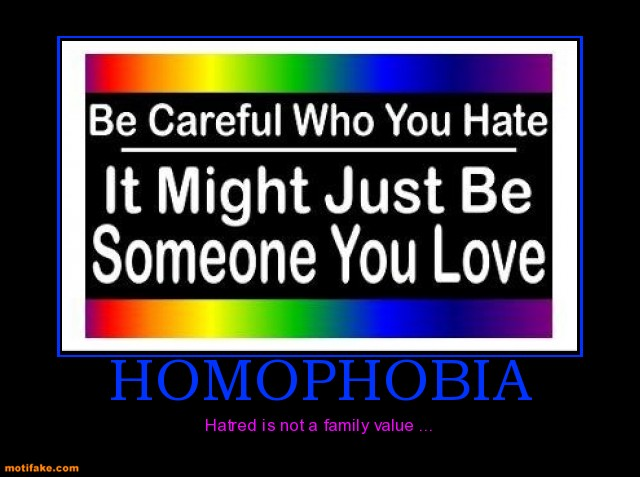 Be Careful Who You Hate
It Might Just Be
Someone You Love
HOMOPHOBIA
Hatred is not a family value ...
motifake.com